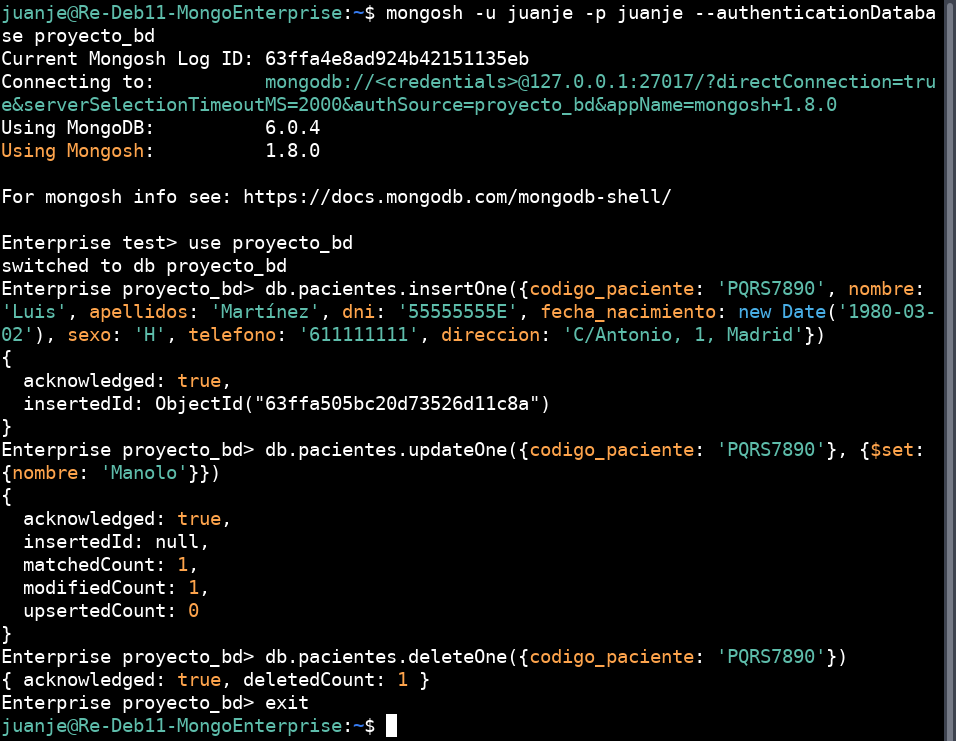 juanje@Re-Deb11-MongoEnterprise:~$ mongosh -u juanje -p juanje --authenticationDataba
se proyecto_bd
Current Mongosh Log ID: 63ffa4e8ad924b42151135eb
Connecting to:          mongodb://<credentials>@127.0.0.1:27017/?directConnection=tru
e&serverSelectionTimeoutMS=2000&authSource=proyecto_bd&appName=mongosh+1.8.0
Using MongoDB:          6.0.4
Using Mongosh:          1.8.0

For mongosh info see: https://docs.mongodb.com/mongodb-shell/

Enterprise test> use proyecto_bd
switched to db proyecto_bd
Enterprise proyecto_bd> db.pacientes.insertOne({codigo_paciente: 'PQRS7890', nombre:
'Luis', apellidos: 'Martínez', dni: '55555555E', fecha_nacimiento: new Date('1980-03-
02'), sexo: 'H', telefono: '611111111', direccion: 'C/Antonio, 1, Madrid'})
{
  acknowledged: true,
  insertedId: ObjectId("63ffa505bc20d73526d11c8a")
}
Enterprise proyecto_bd> db.pacientes.updateOne({codigo_paciente: 'PQRS7890'}, {$set:
{nombre: 'Manolo'}})
{
  acknowledged: true,
  insertedId: null,
  matchedCount: 1,
  modifiedCount: 1,
  upsertedCount: 0
}
Enterprise proyecto_bd> db.pacientes.deleteOne({codigo_paciente: 'PQRS7890'})
{ acknowledged: true, deletedCount: 1 }
Enterprise proyecto_bd> exit
juanje@Re-Deb11-MongoEnterprise:~$